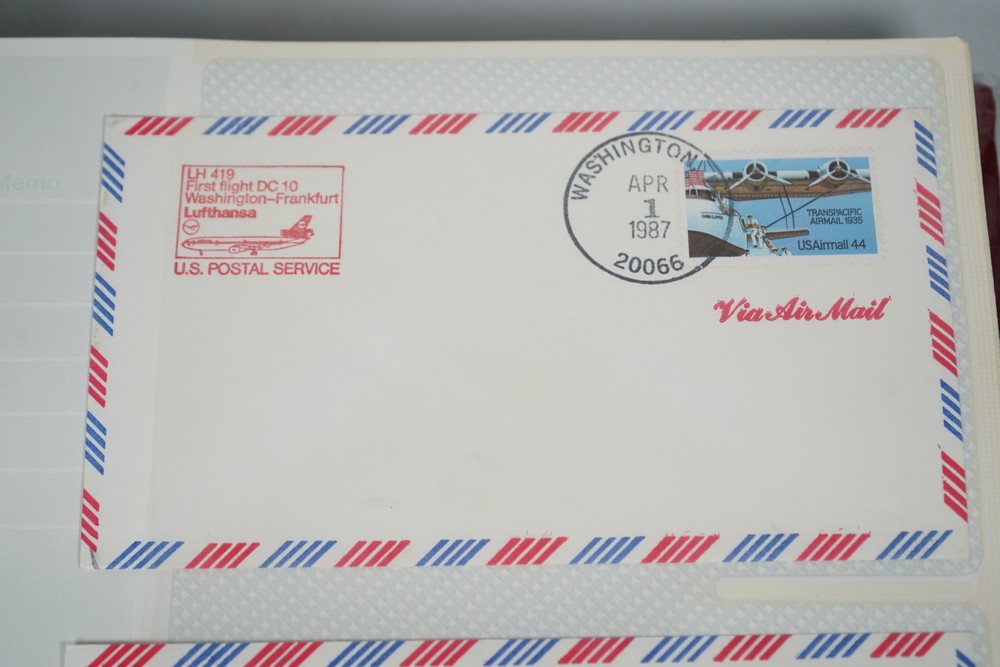 Memo
LH 419
First flight DC 10
Washington-Frankfurt
Lufthansa
U.S. POSTAL SERVICE
WASHINGTON,
APR
1
1987
20066
TRANSPACIFIC
AIRMAIL 1935
USAirmail 44
Via Air Mail